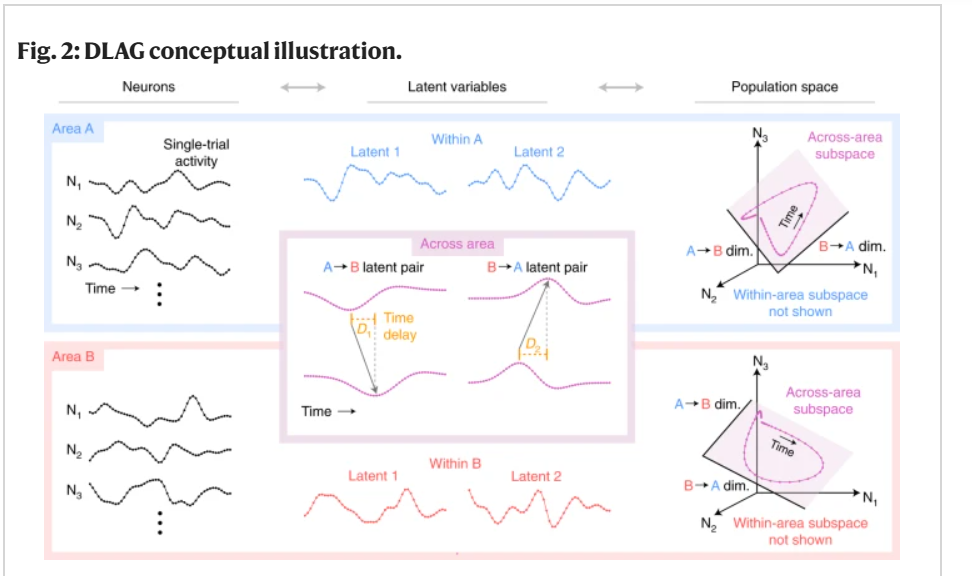 Fig. 2: DLAG conceptual illustration.
Neurons
Latent variables
Population space
Area A
Single-trial
activity
N1
N2
N3
Time →
Within A
Latent 1
Latent 2
N3
Across-area
subspace
Time
A→B dim.
B→A dim.
N1
N2
Within-area subspace
not shown
Across area
A→B latent pair
B→A latent pair
D1
Time
delay
D2
Time →
Area B
N1
N2
N3
Within B
Latent 1
Latent 2
N3
A→B dim.
Across-area
subspace
Time
B→A dim.
N1
N2
Within-area subspace
not shown